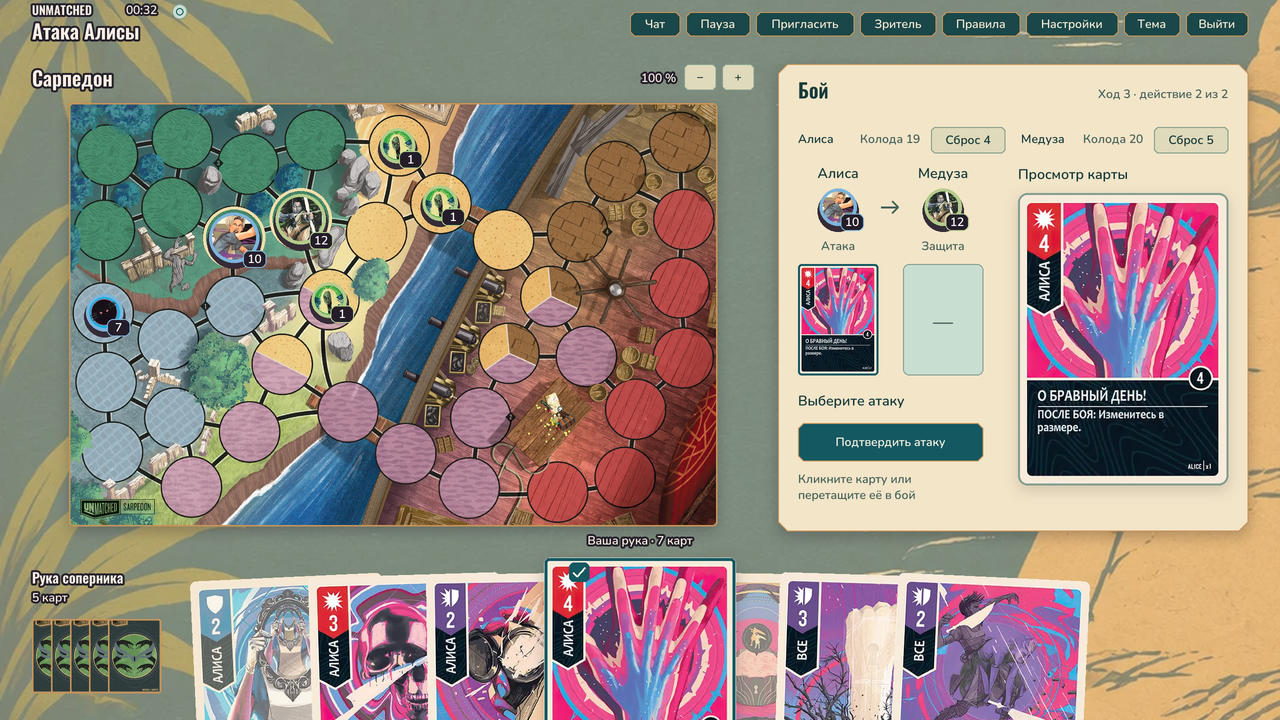 UNMATCHED
00:32
Атака Алисы
Чат
Пауза
Пригласить
Зритель
Правила
Настройки
Тема
Выйти
Сарпедон
100 %
−
+
Бой
Ход 3 · действие 2 из 2
Алиса
Колода 19
Сброс 4
Медуза
Колода 20
Сброс 5
Алиса
Медуза
Просмотр карты
10
12
Атака
Защита
4
АЛИСА
О БРАВНЫЙ ДЕНЬ!
ПОСЛЕ БОЯ: Изменитесь в
размере.
4
АЛИСА
4
О БРАВНЫЙ ДЕНЬ!
ПОСЛЕ БОЯ: Изменитесь в
размере.
ALICE | x1
—
Выберите атаку
Подтвердить атаку
Кликните карту или
перетащите её в бой
1
1
12
10
1
7
UNMATCHED
SARPEDON
Ваша рука · 7 карт
Рука соперника
5 карт
2
АЛИСА
3
АЛИСА
2
АЛИСА
4
АЛИСА
3
ВСЕ
2
ВСЕ